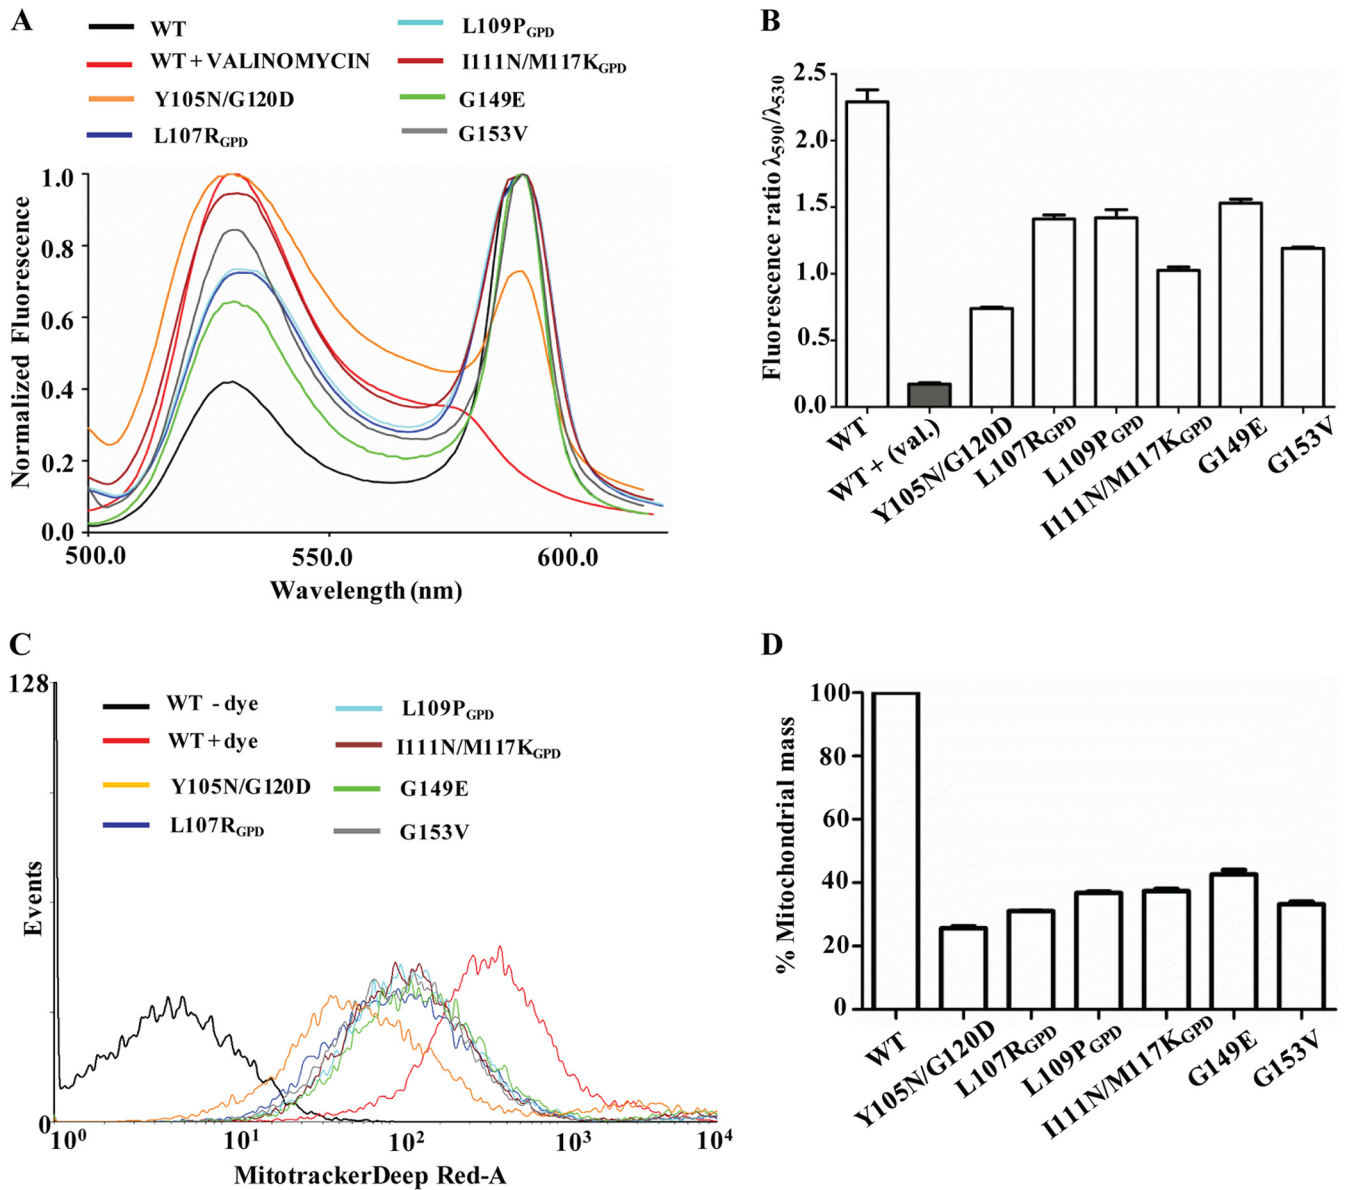 A
WT
WT + VALINOMYCIN
Y105N/G120D
L107RGPD
L109PGPD
I111N/M117KGPD
G149E
G153V
Normalized Fluorescence
1.0
0.8
0.6
0.4
0.2
0.0
500.0 550.0 600.0
Wavelength (nm)
B
Fluorescence ratio λ590/λ530
2.5
2.0
1.5
1.0
0.5
0.0
WT
WT + (val.)
Y105N/G120D
L107RGPD
L109PGPD
I111N/M117KGPD
G149E
G153V
C
128
WT - dye
WT + dye
Y105N/G120D
L107RGPD
L109PGPD
I111N/M117KGPD
G149E
G153V
Events
0
10⁰ 10¹ 10² 10³ 10⁴
MitotrackerDeep Red-A
D
% Mitochondrial mass
100
80
60
40
20
0
WT
Y105N/G120D
L107RGPD
L109PGPD
I111N/M117KGPD
G149E
G153V